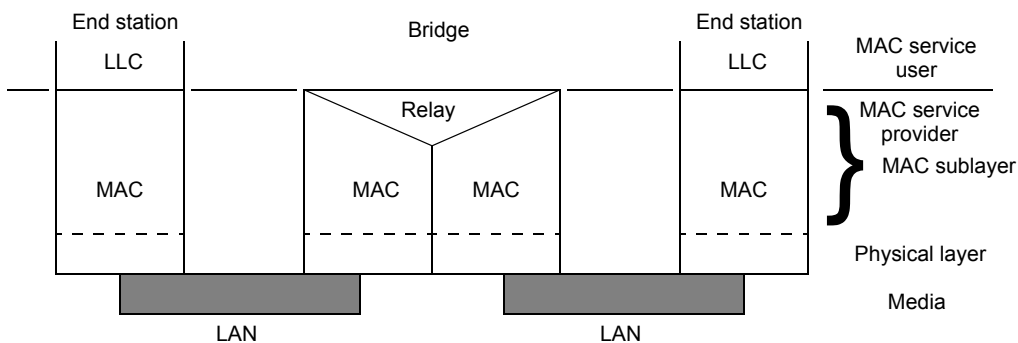 End station
Bridge
End station
LLC
LLC
MAC service
user
Relay
MAC service
provider
MAC
MAC
MAC
MAC
MAC sublayer
Physical layer
Media
LAN
LAN